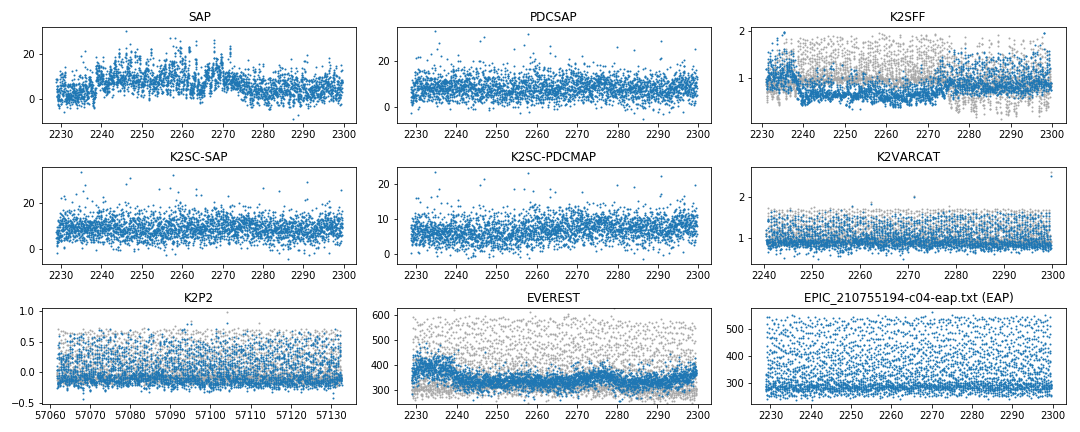 SAP
PDCSAP
K2SFF
20
0
2230 2240 2250 2260 2270 2280 2290 2300
20
0
2230 2240 2250 2260 2270 2280 2290 2300
2
1
2230 2240 2250 2260 2270 2280 2290 2300
K2SC-SAP
K2SC-PDCMAP
K2VARCAT
20
0
2230 2240 2250 2260 2270 2280 2290 2300
20
10
0
2230 2240 2250 2260 2270 2280 2290 2300
2
1
2240 2250 2260 2270 2280 2290 2300
K2P2
EVEREST
EPIC_210755194-c04-eap.txt (EAP)
1.0
0.5
0.0
−0.5
57060 57070 57080 57090 57100 57110 57120 57130
600
500
400
300
2230 2240 2250 2260 2270 2280 2290 2300
500
400
300
2230 2240 2250 2260 2270 2280 2290 2300